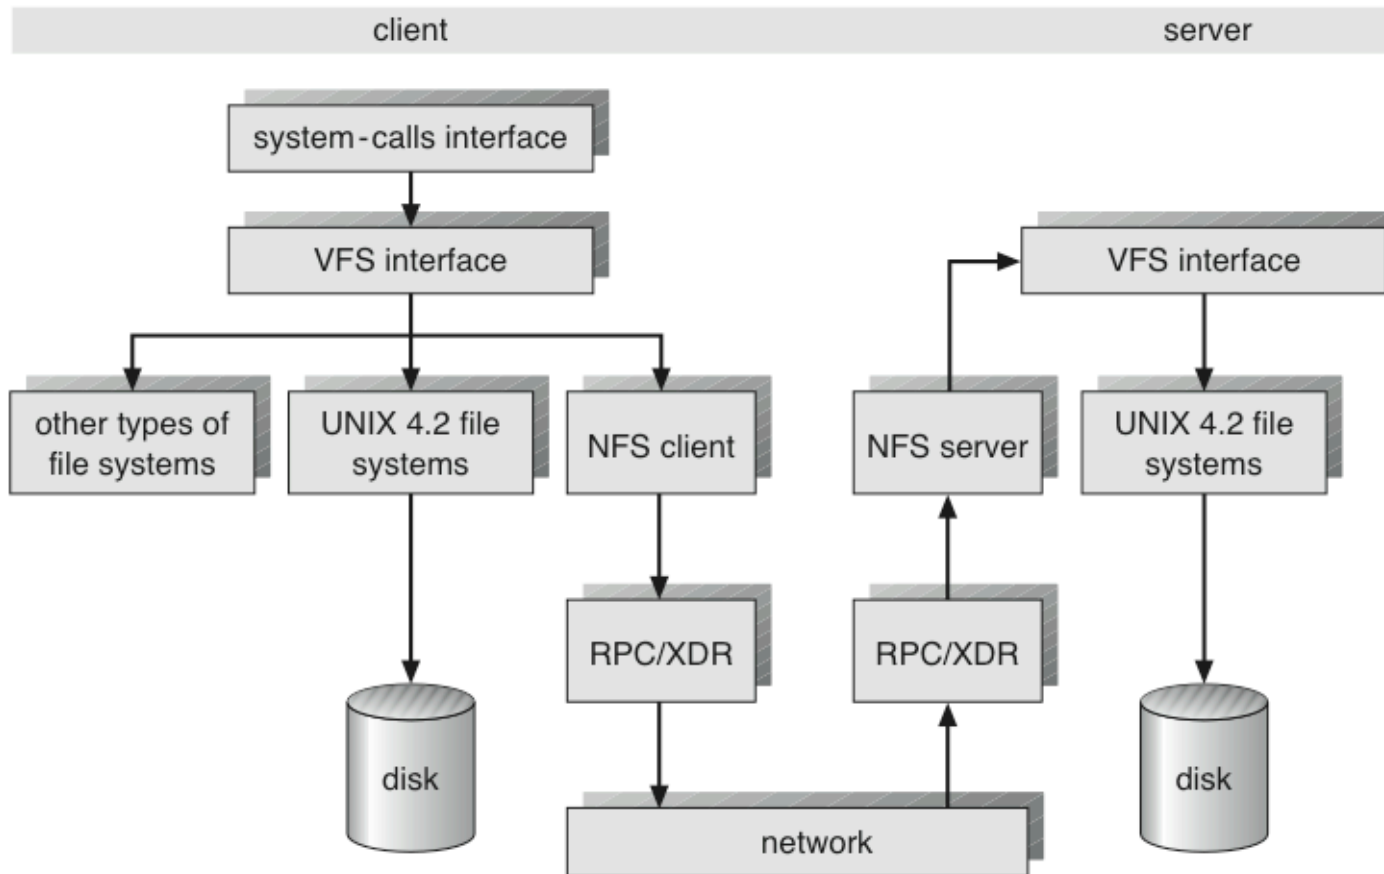 client
server
system-calls interface
VFS interface
VFS interface
other types of
file systems
UNIX 4.2 file
systems
NFS client
NFS server
UNIX 4.2 file
systems
RPC/XDR
RPC/XDR
disk
disk
network